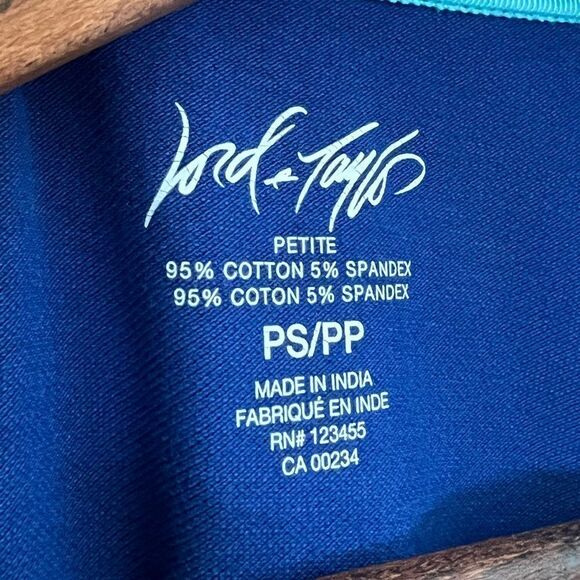 Lord & Taylor
PETITE
95% COTTON 5% SPANDEX
95% COTON 5% SPANDEX
PS/PP
MADE IN INDIA
FABRIQUÉ EN INDE
RN# 123455
CA 00234